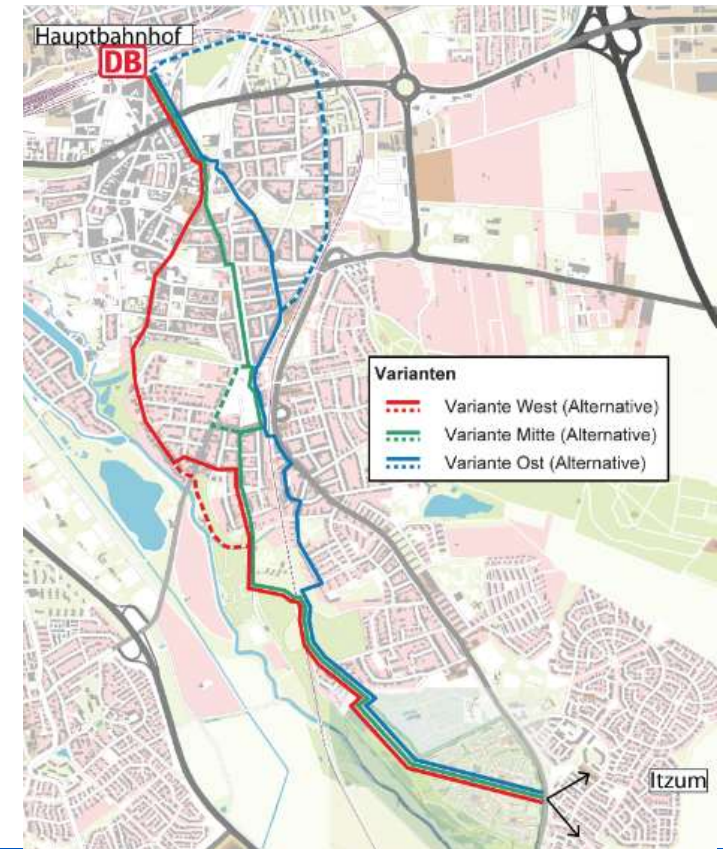 Hauptbahnhof
DB
Varianten
Variante West (Alternative)
Variante Mitte (Alternative)
Variante Ost (Alternative)
Itzum